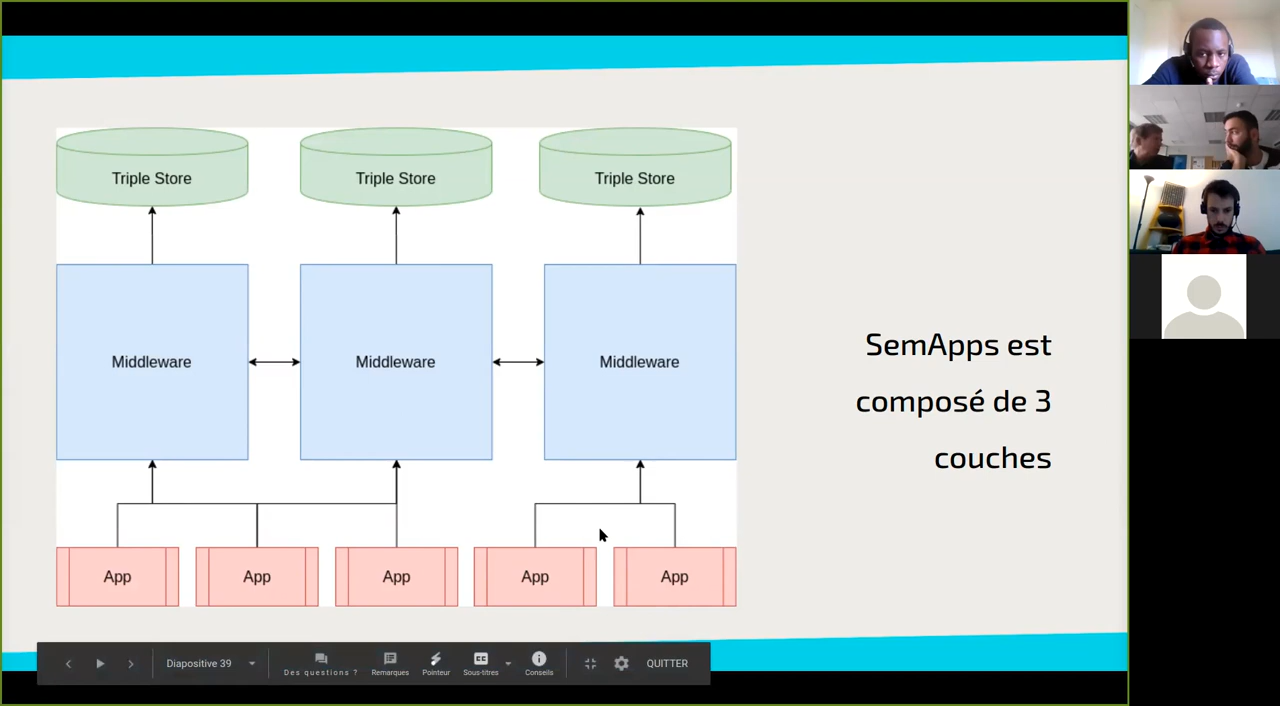 Triple Store
Triple Store
Triple Store
Middleware
Middleware
Middleware
App
App
App
App
App
SemApps est
composé de 3
couches
Diapositive 39
Des questions ?
Remarques
Pointeur
Sous-titres
Conseils
QUITTER